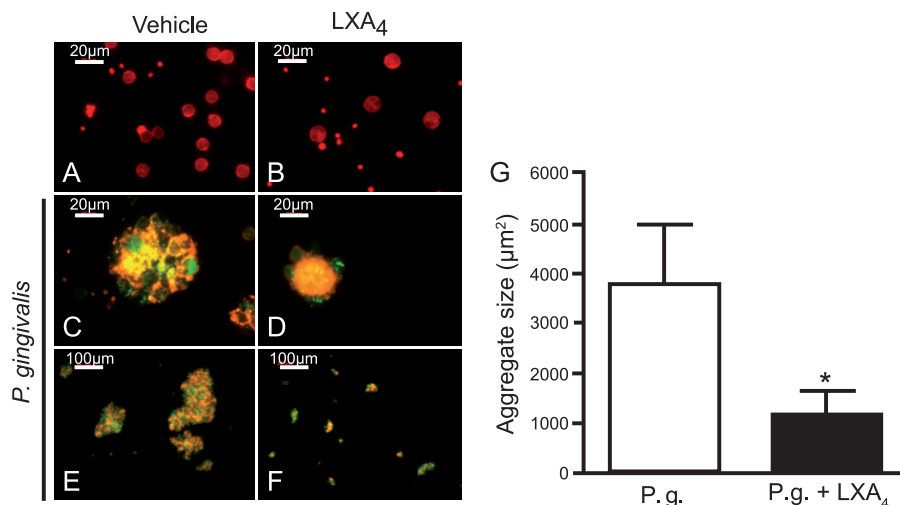 Vehicle
LXA4
20µm
A
20µm
B
P. gingivalis
20µm
C
20µm
D
100µm
E
100µm
F
G
Aggregate size (µm²)
6000
5000
4000
3000
2000
1000
0
*
P. g.
P.g. + LXA4